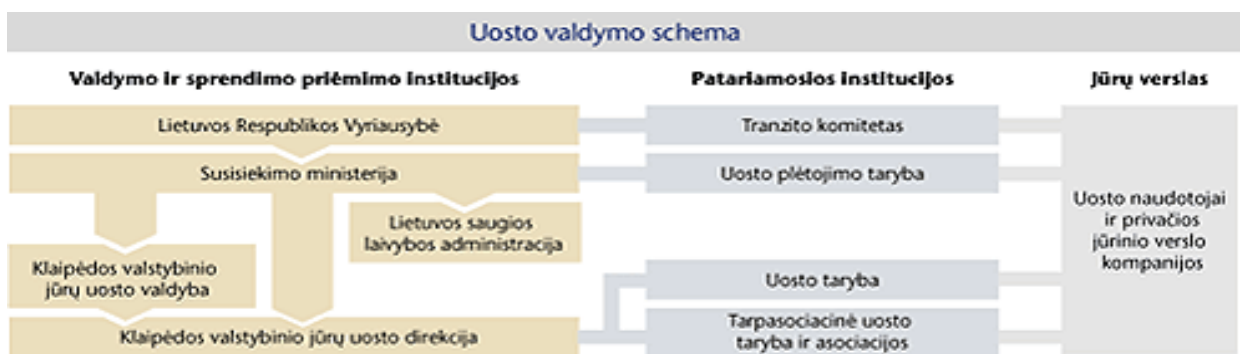 Uosto valdymo schema
Valdymo ir sprendimo priėmimo institucijos
Patariamosios institucijos
Jūrų verslas
Lietuvos Respublikos Vyriausybė
Tranzito komitetas
Susisiekimo ministerija
Uosto plėtojimo taryba
Lietuvos saugios
laivybos administracija
Uosto naudotojai
ir privačios
jūrinio verslo
kompanijos
Klaipėdos valstybinio
jūrų uosto valdyba
Uosto taryba
Klaipėdos valstybinio jūrų uosto direkcija
Tarpasociacinė uosto
taryba ir asociacijos